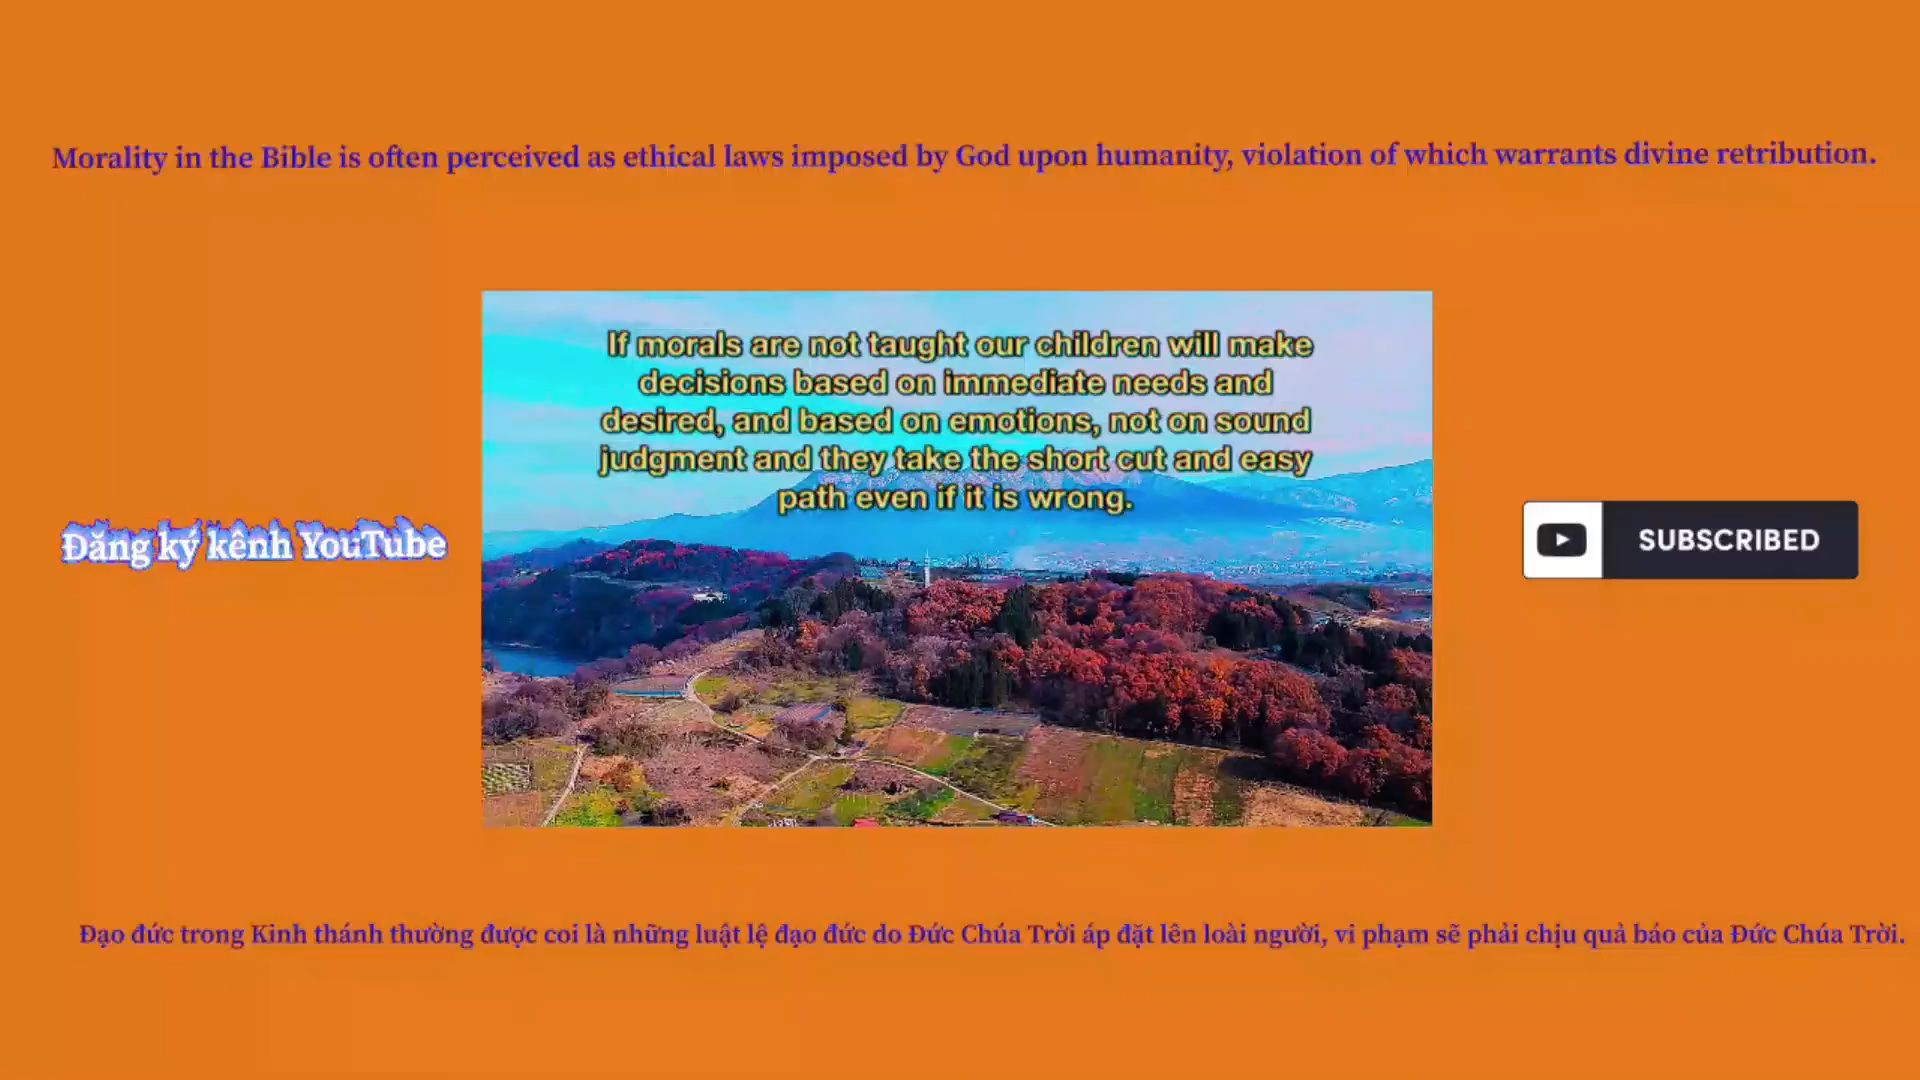 Morality in the Bible is often perceived as ethical laws imposed by God upon humanity, violation of which warrants divine retribution.
If morals are not taught our children will make
decisions based on immediate needs and
desired, and based on emotions, not on sound
judgment and they take the short cut and easy
path even if it is wrong.
Đăng ký kênh YouTube
SUBSCRIBED
Đạo đức trong Kinh thánh thường được coi là những luật lệ đạo đức do Đức Chúa Trời áp đặt lên loài người, vi phạm sẽ phải chịu quả báo của Đức Chúa Trời.